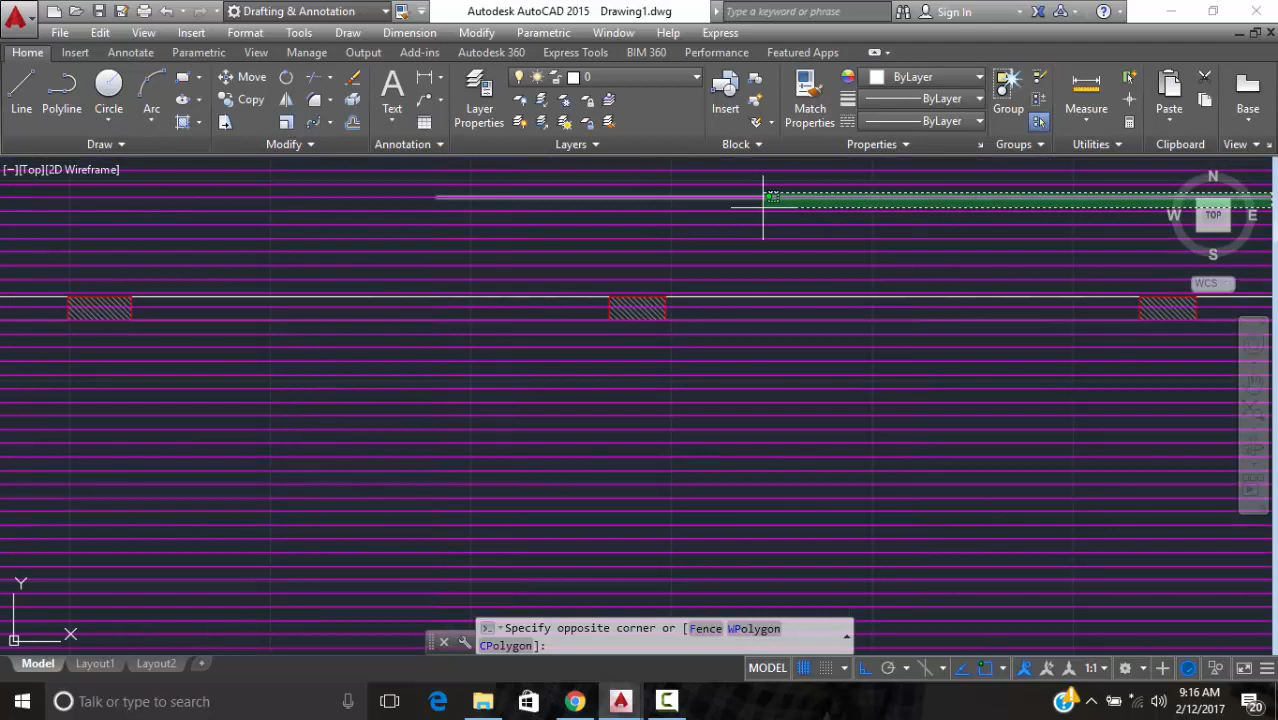 Drafting & Annotation
Autodesk AutoCAD 2015 Drawing1.dwg
Type a keyword or phrase
Sign In
File Edit View Insert Format Tools Draw Dimension Modify Parametric Window Help Express
Home Insert Annotate Parametric View Manage Output Add-ins Autodesk 360 Express Tools BIM 360 Performance Featured Apps
Line Polyline Circle Arc
Move
Copy
Text
Layer Properties
0
Insert
Match Properties
ByLayer
ByLayer
ByLayer
Group
Measure
Paste
Base
Draw Modify Annotation Layers Block Properties Groups Utilities Clipboard View
[−][Top][2D Wireframe]
N
W TOP E
S
WCS
Y
X
Specify opposite corner or [Fence WPolygon
CPolygon]:
Model Layout1 Layout2 +
MODEL
1:1
Talk or type to search
9:16 AM
2/12/2017
20